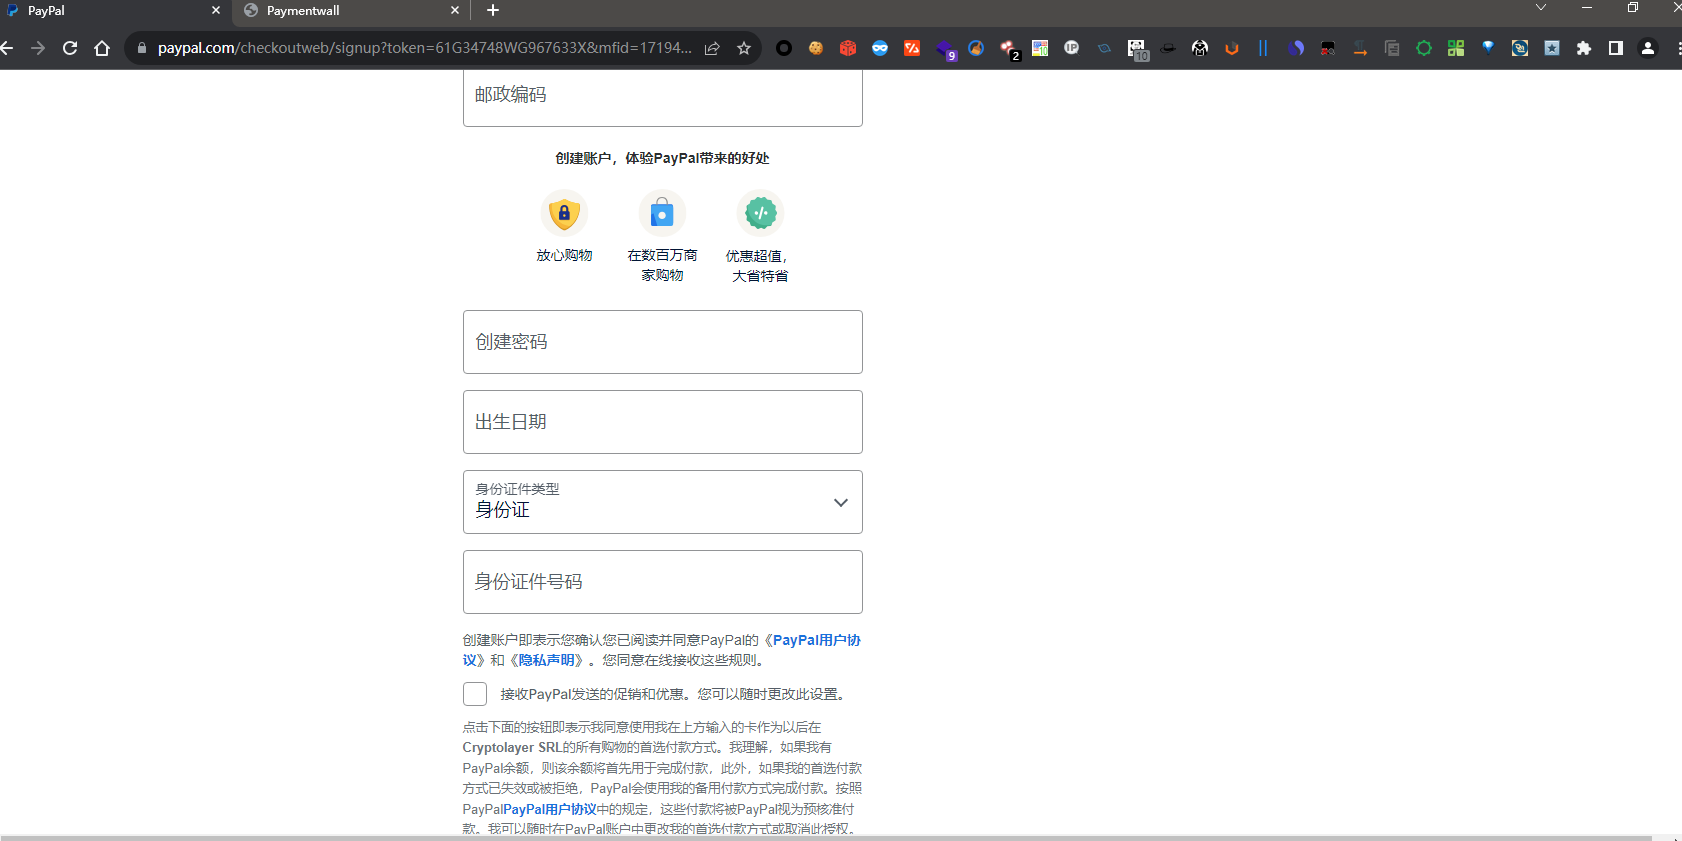 PayPal
Paymentwall
paypal.com/checkoutweb/signup?token=61G34748WG967633X&mfid=17194...
9
2
IP
10
邮政编码
创建账户，体验PayPal带来的好处
放心购物
在数百万商
家购物
优惠超值，
大省特省
创建密码
出生日期
身份证件类型
身份证
身份证件号码
创建账户即表示您确认您已阅读并同意PayPal的《PayPal用户协
议》和《隐私声明》。您同意在线接收这些规则。
接收PayPal发送的促销和优惠。您可以随时更改此设置。
点击下面的按钮即表示我同意使用我在上方输入的卡作为以后在
Cryptolayer SRL的所有购物的首选付款方式。我理解，如果我有
PayPal余额，则该余额将首先用于完成付款，此外，如果我的首选付款
方式已失效或被拒绝，PayPal会使用我的备用付款方式完成付款。按照
PayPalPayPal用户协议中的规定，这些付款将被PayPal视为预核准付
款。我可以随时在PayPal账户中更改我的首选付款方式或取消此授权。